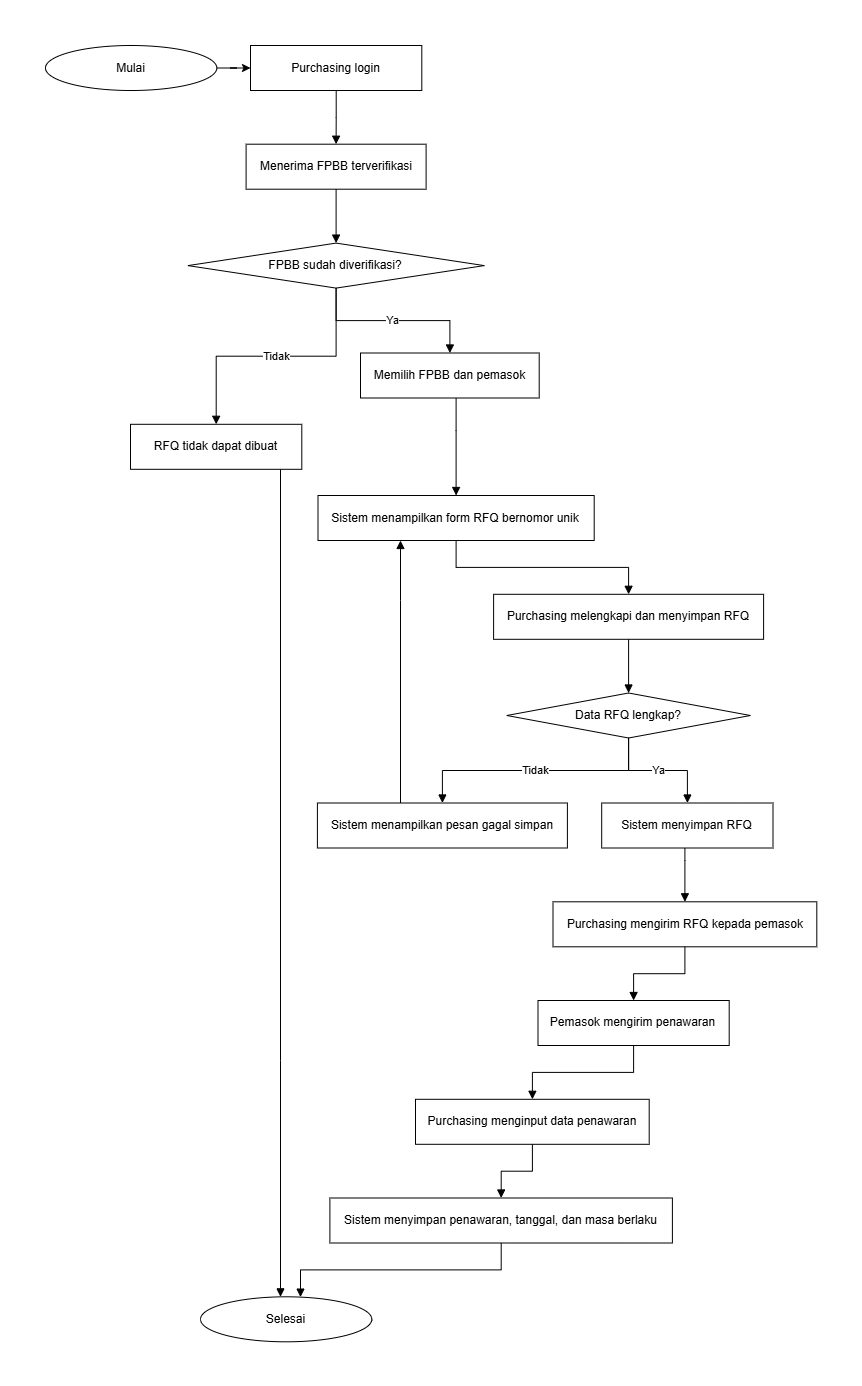 Mulai
Purchasing login
Menerima FPBB terverifikasi
FPBB sudah diverifikasi?
Ya
Tidak
Memilih FPBB dan pemasok
RFQ tidak dapat dibuat
Sistem menampilkan form RFQ bernomor unik
Purchasing melengkapi dan menyimpan RFQ
Data RFQ lengkap?
Tidak
Ya
Sistem menampilkan pesan gagal simpan
Sistem menyimpan RFQ
Purchasing mengirim RFQ kepada pemasok
Pemasok mengirim penawaran
Purchasing menginput data penawaran
Sistem menyimpan penawaran, tanggal, dan masa berlaku
Selesai